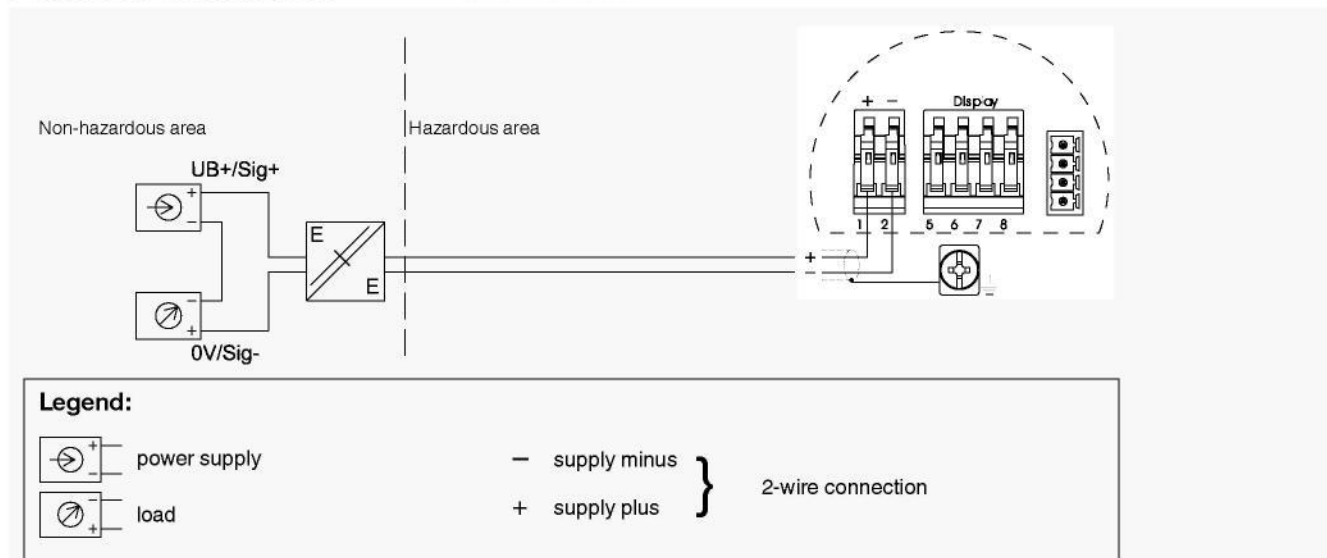 Non-hazardous area
Hazardous area
UB+/Sig+
+
−
−
+
0V/Sig-
E
E
+ −
Display
1 2 5 6 7 8
+
−
Legend:
+
−
power supply
− supply minus
−
+
load
+ supply plus
}
2-wire connection